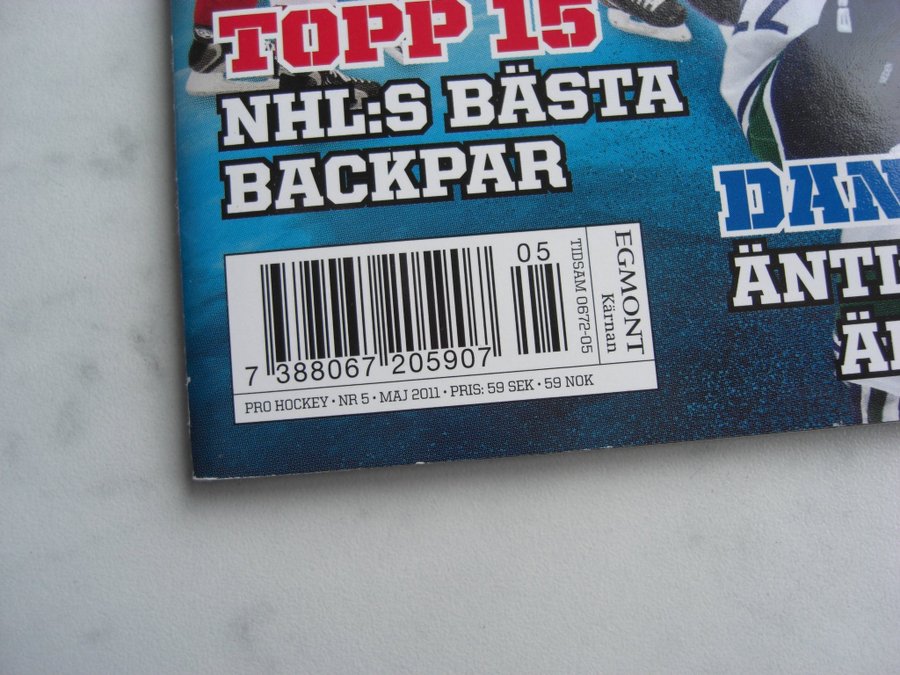 TOPP 15
NHL:S BÄSTA
BACKPAR
ÄNTL
05
7 388067 205907
TIDSAM 0672-05
EGMONT
Kärnan
PRO HOCKEY · NR 5 · MAJ 2011 · PRIS: 59 SEK · 59 NOK